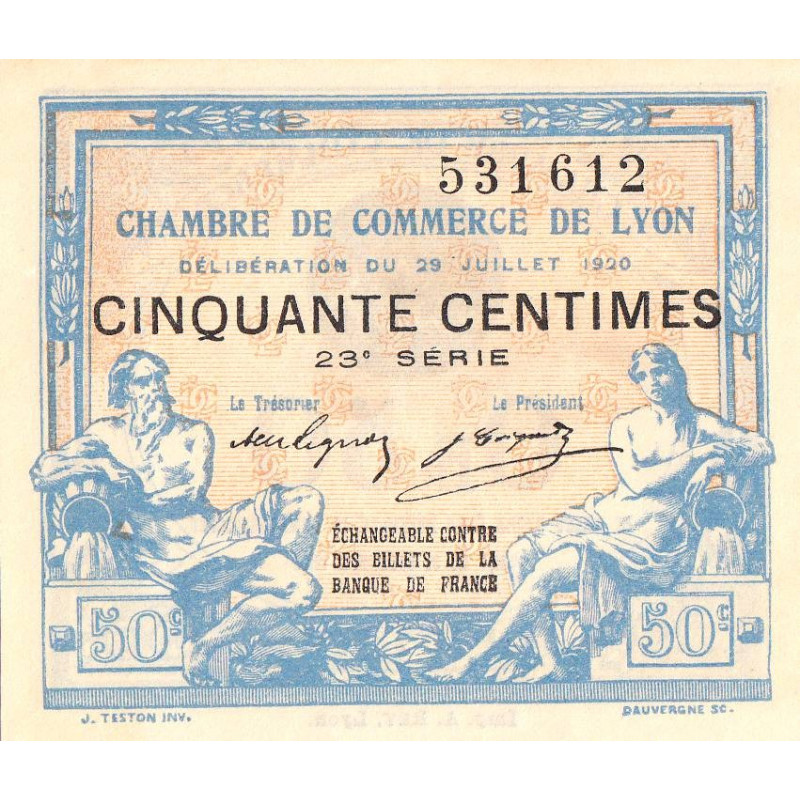 531612
CHAMBRE DE COMMERCE DE LYON
DÉLIBÉRATION DU 29 JUILLET 1920
CINQUANTE CENTIMES
23e SÉRIE
Le Trésorier Le Président
ÉCHANGEABLE CONTRE
DES BILLETS DE LA
BANQUE DE FRANCE
50c 50c
J. TESTON INV. DAUVERGNE SC.